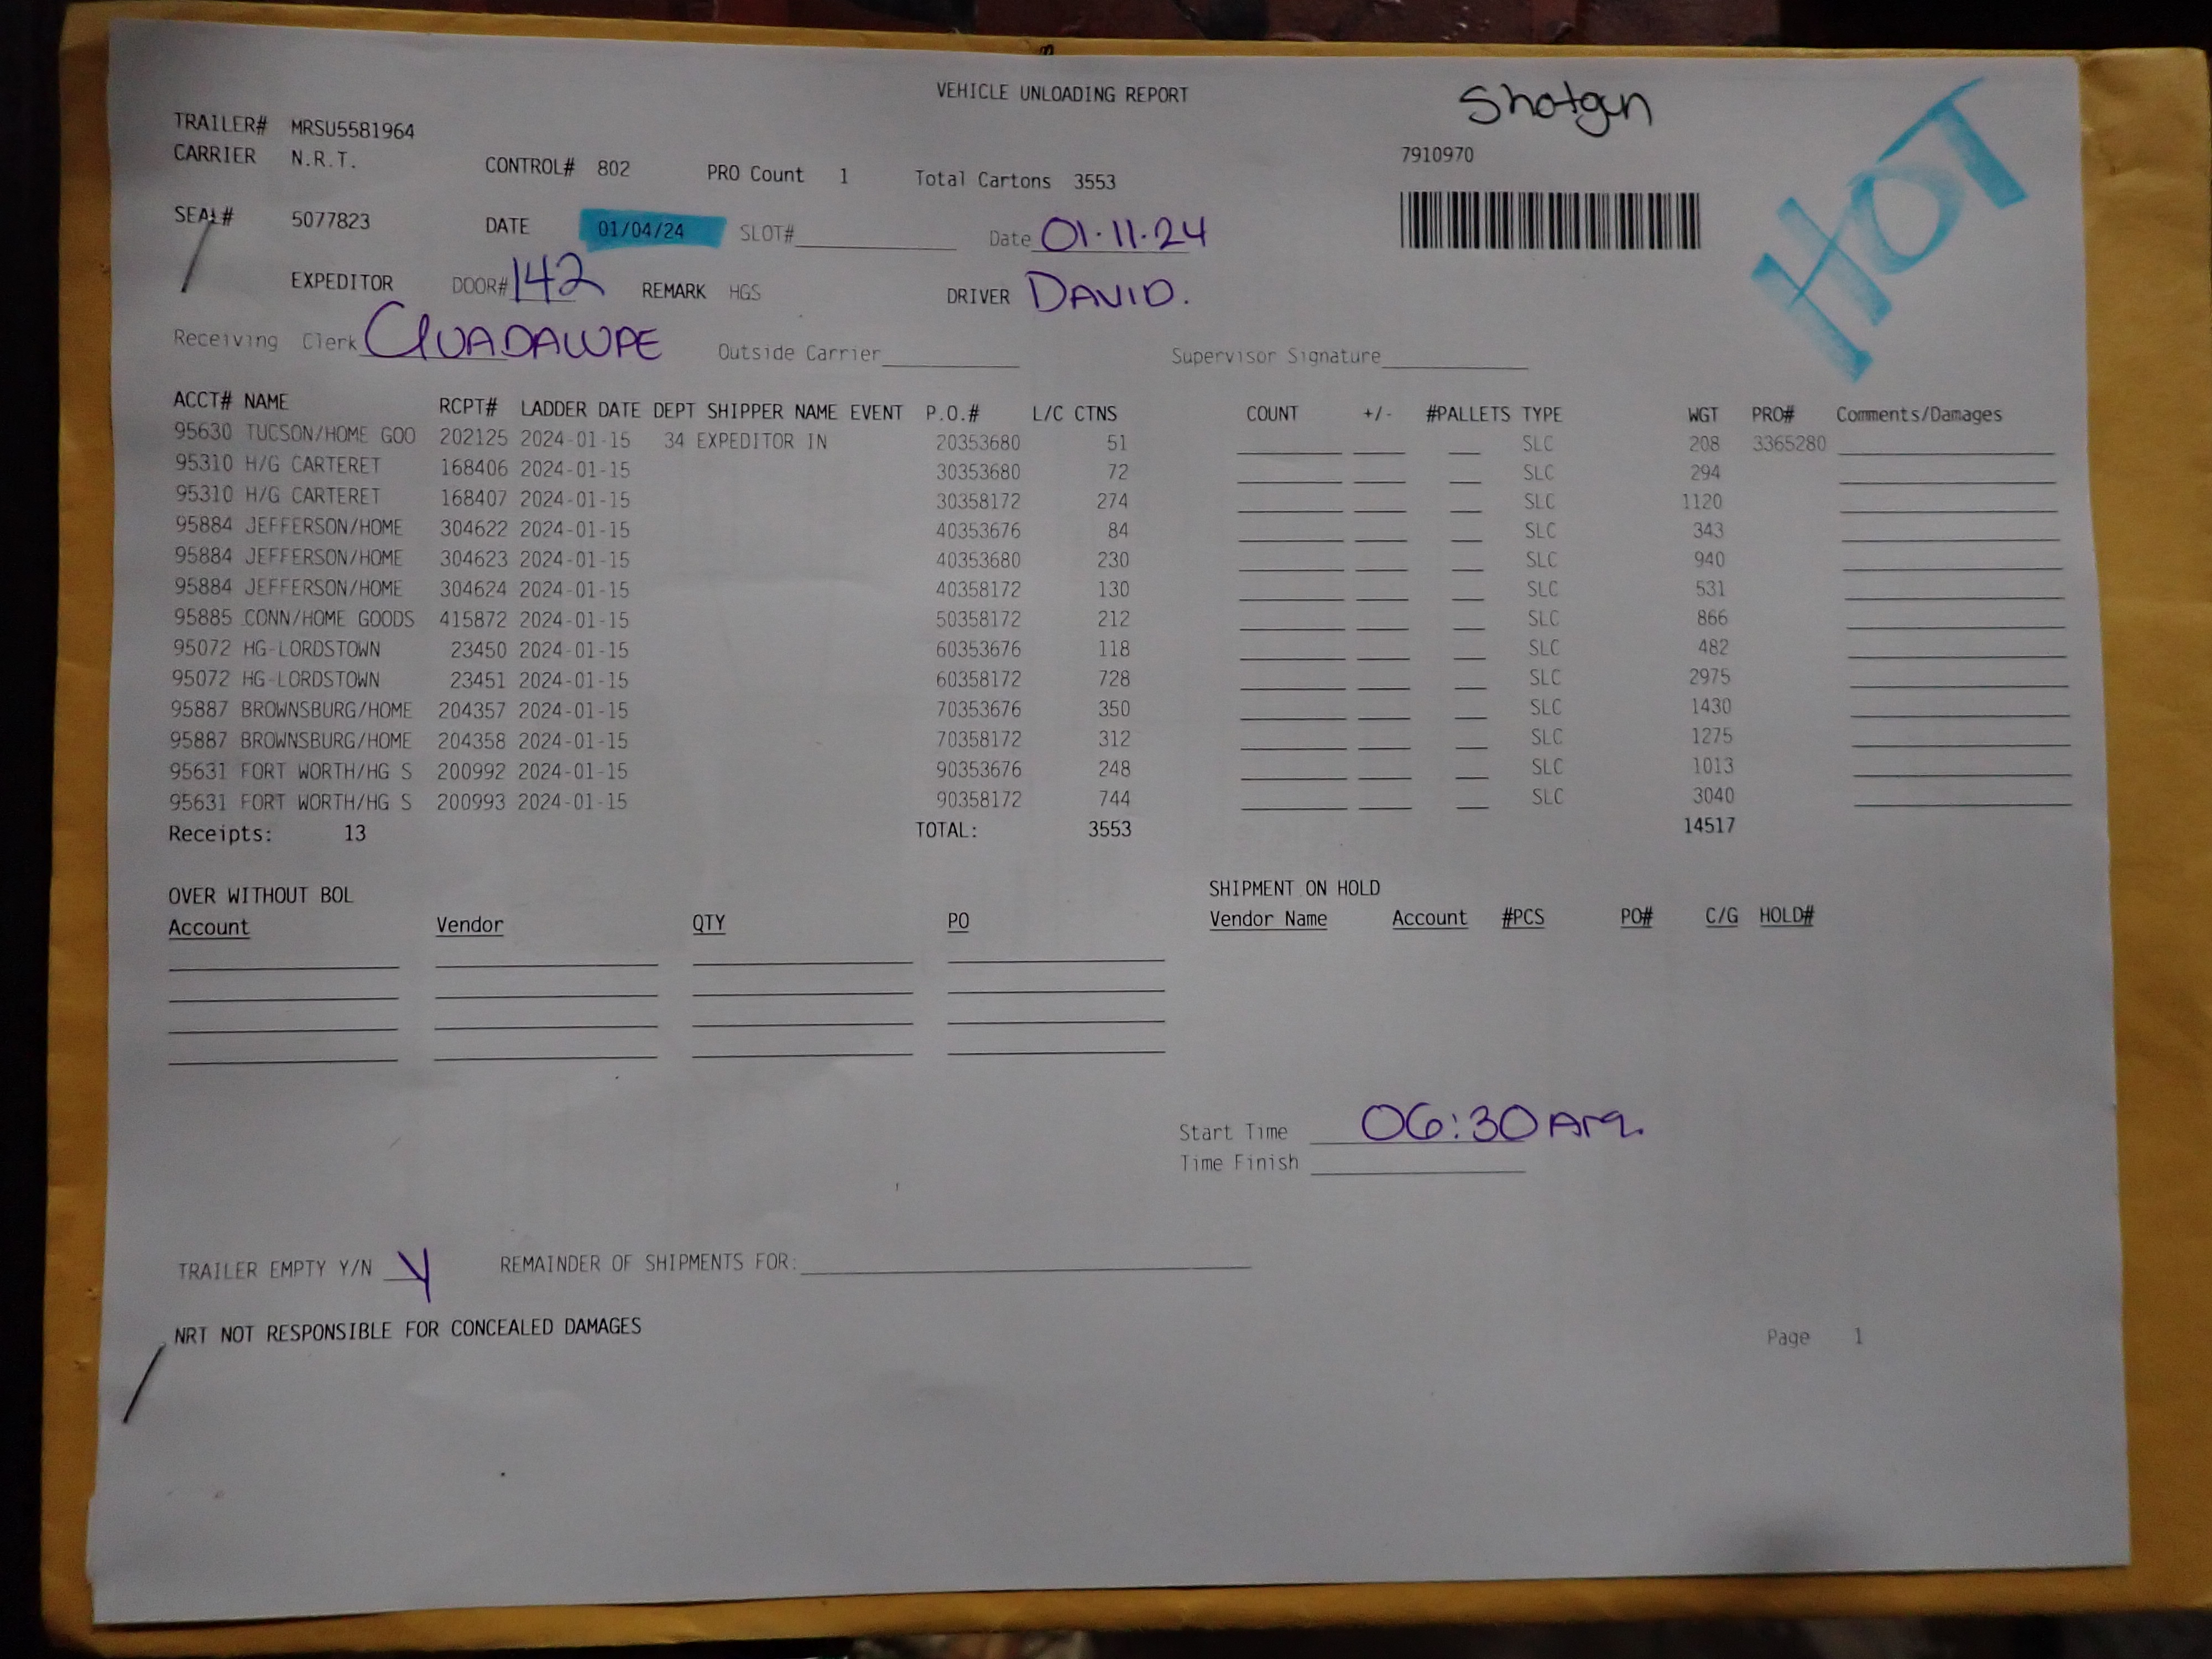 VEHICLE UNLOADING REPORT
Shotgun
HOT
TRAILER# MRSU5581964
CARRIER N.R.T. CONTROL# 802 PRO Count 1 Total Cartons 3553
7910970
SEAL# 5077823 DATE 01/04/24 SLOT# Date 01.11.24
EXPEDITOR DOOR# 142 REMARK HGS DRIVER DAVID.
Receiving Clerk GUADALUPE Outside Carrier Supervisor Signature
ACCT# NAME RCPT# LADDER DATE DEPT SHIPPER NAME EVENT P.O.# L/C CTNS COUNT +/- #PALLETS TYPE WGT PRO# Comments/Damages
95630 TUCSON/HOME GOO 202125 2024-01-15 34 EXPEDITOR IN 20353680 51 SLC 208 3365280
95310 H/G CARTERET 168406 2024-01-15 30353680 72 SLC 294
95310 H/G CARTERET 168407 2024-01-15 30358172 274 SLC 1120
95884 JEFFERSON/HOME 304622 2024-01-15 40353676 84 SLC 343
95884 JEFFERSON/HOME 304623 2024-01-15 40353680 230 SLC 940
95884 JEFFERSON/HOME 304624 2024-01-15 40358172 130 SLC 531
95885 CONN/HOME GOODS 415872 2024-01-15 50358172 212 SLC 866
95072 HG-LORDSTOWN 23450 2024-01-15 60353676 118 SLC 482
95072 HG-LORDSTOWN 23451 2024-01-15 60358172 728 SLC 2975
95887 BROWNSBURG/HOME 204357 2024-01-15 70353676 350 SLC 1430
95887 BROWNSBURG/HOME 204358 2024-01-15 70358172 312 SLC 1275
95631 FORT WORTH/HG S 200992 2024-01-15 90353676 248 SLC 1013
95631 FORT WORTH/HG S 200993 2024-01-15 90358172 744 SLC 3040
Receipts: 13 TOTAL: 3553 14517
OVER WITHOUT BOL SHIPMENT ON HOLD
Account Vendor QTY PO Vendor Name Account #PCS PO# C/G HOLD#
Start Time 06:30 AM.
Time Finish
TRAILER EMPTY Y/N Y REMAINDER OF SHIPMENTS FOR:
NRT NOT RESPONSIBLE FOR CONCEALED DAMAGES
Page 1